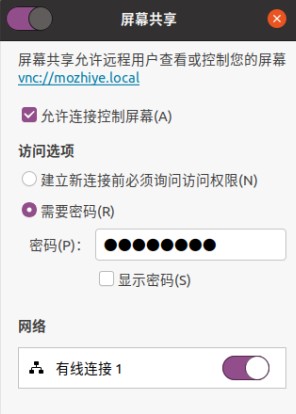 屏幕共享
屏幕共享允许远程用户查看或控制您的屏幕
vnc://mozhiye.local
允许连接控制屏幕(A)
访问选项
建立新连接前必须询问访问权限(N)
需要密码(R)
密码(P)： ●●●●●●●●
显示密码(S)
网络
有线连接 1